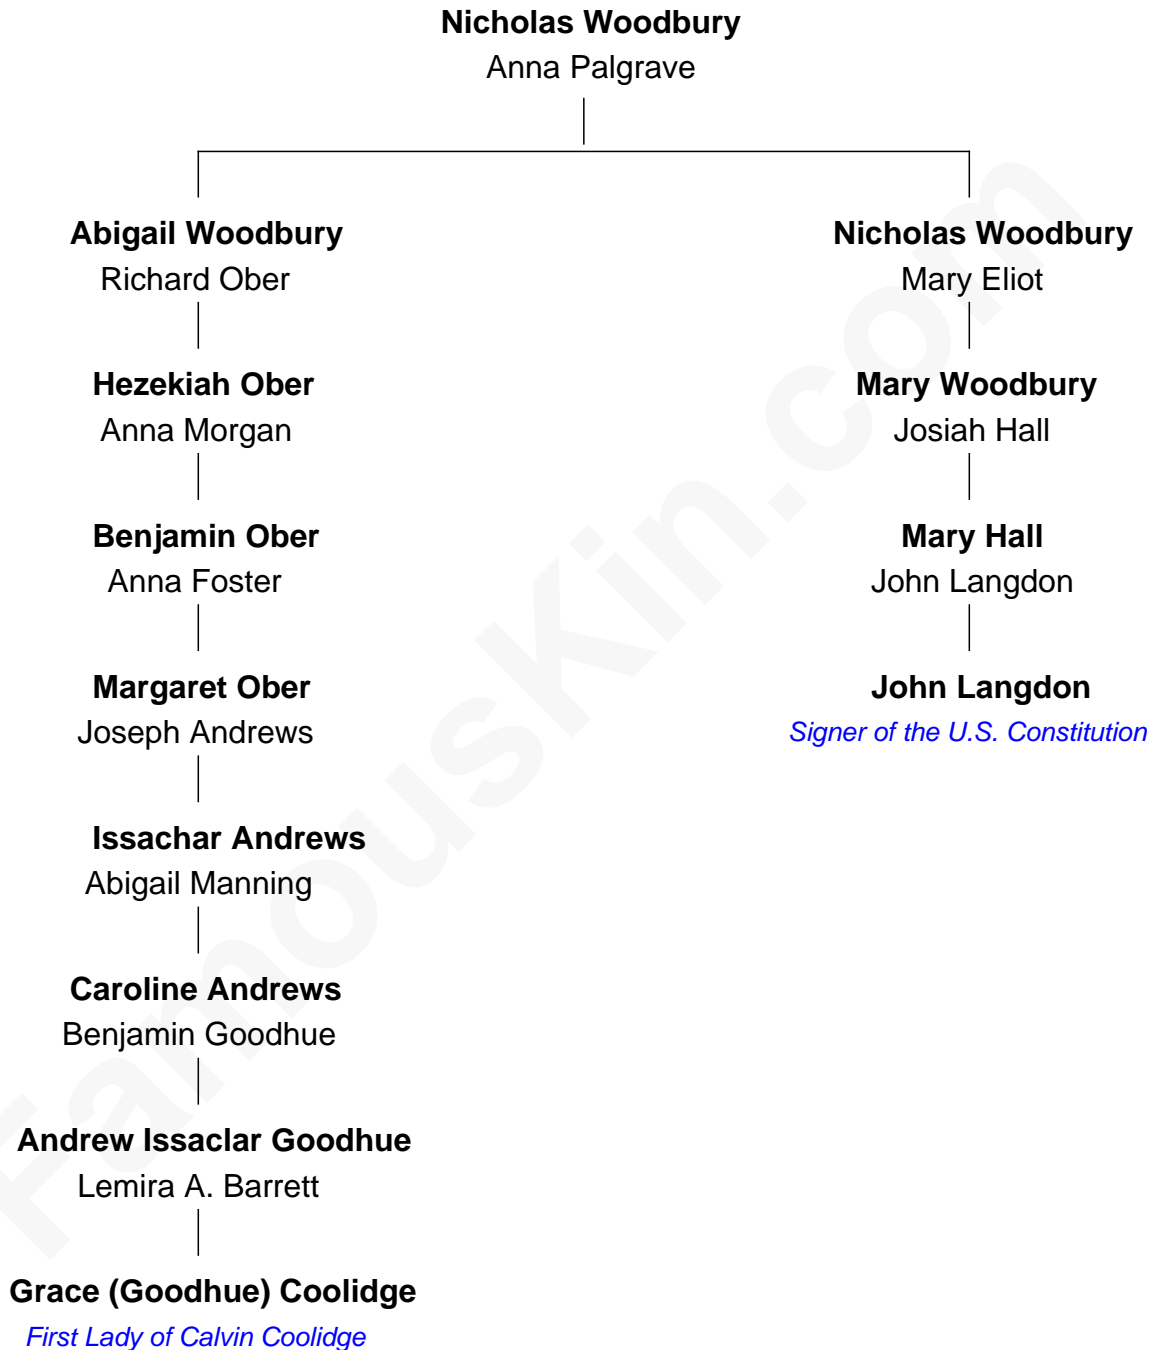 Nicholas Woodbury
Anna Palgrave
Abigail Woodbury
Richard Ober
Nicholas Woodbury
Mary Eliot
Hezekiah Ober
Anna Morgan
Mary Woodbury
Josiah Hall
Benjamin Ober
Anna Foster
Mary Hall
John Langdon
Margaret Ober
Joseph Andrews
John Langdon
Signer of the U.S. Constitution
Issachar Andrews
Abigail Manning
Caroline Andrews
Benjamin Goodhue
Andrew Issaclar Goodhue
Lemira A. Barrett
Grace (Goodhue) Coolidge
First Lady of Calvin Coolidge
FamousKin.com